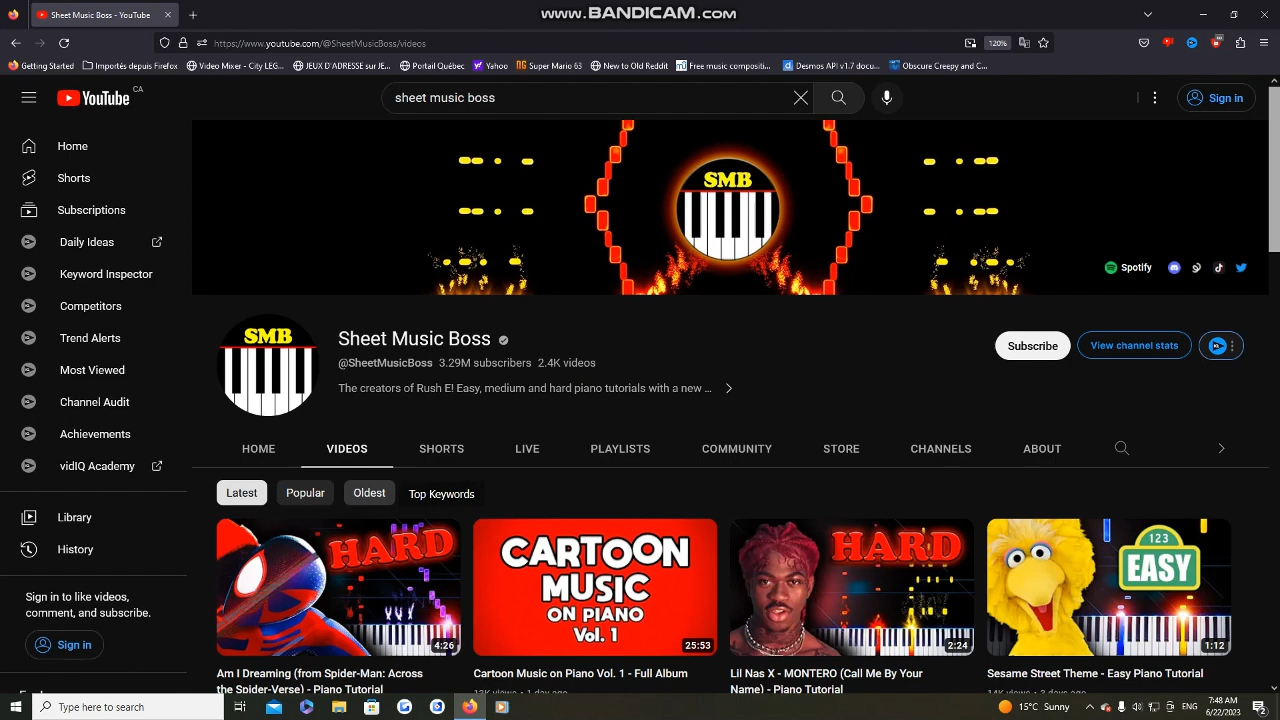 www.BANDICAM.com
Sheet Music Boss - YouTube
https://www.youtube.com/@SheetMusicBoss/videos
120%
Getting Started
Importés depuis Firefox
Video Mixer - City LEG...
JEUX D'ADRESSE sur JE...
Portail Québec
Yahoo
Super Mario 63
New to Old Reddit
Free music compositi...
Desmos API v1.7 docu...
Obscure Creepy and C...
YouTube CA
sheet music boss
Sign in
Home
Shorts
Subscriptions
Daily Ideas
Keyword Inspector
Competitors
Trend Alerts
Most Viewed
Channel Audit
Achievements
vidIQ Academy
Library
History
Sign in to like videos,
comment, and subscribe.
Sign in
SMB
Spotify
SMB
Sheet Music Boss
@SheetMusicBoss 3.29M subscribers 2.4K videos
The creators of Rush E! Easy, medium and hard piano tutorials with a new ...
Subscribe
View channel stats
HOME
VIDEOS
SHORTS
LIVE
PLAYLISTS
COMMUNITY
STORE
CHANNELS
ABOUT
Latest
Popular
Oldest
Top Keywords
HARD
4:26
Am I Dreaming (from Spider-Man: Across
the Spider-Verse) - Piano Tutorial
CARTOON
MUSIC
ON PIANO
Vol. 1
25:53
Cartoon Music on Piano Vol. 1 - Full Album
13K views • 1 day ago
HARD
2:24
Lil Nas X - MONTERO (Call Me By Your
Name) - Piano Tutorial
123
EASY
1:12
Sesame Street Theme - Easy Piano Tutorial
14K views • 3 days ago
Type here to search
15°C Sunny
7:48 AM
6/22/2023